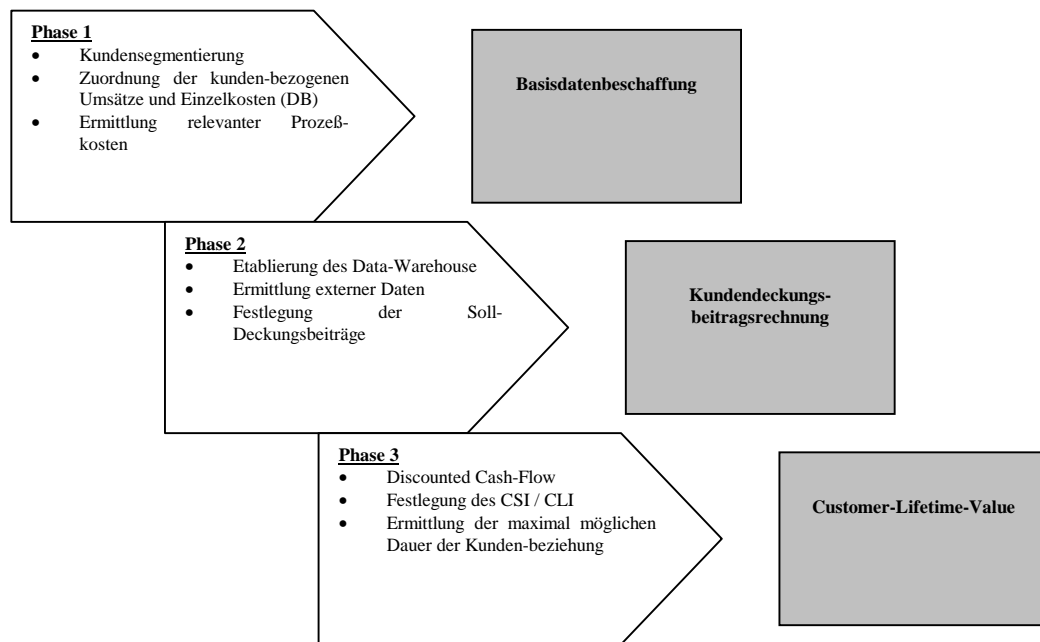 Phase 1
• Kundensegmentierung
• Zuordnung der kunden-bezogenen
Umsätze und Einzelkosten (DB)
• Ermittlung relevanter Prozeß-
kosten
Basisdatenbeschaffung
Phase 2
• Etablierung des Data-Warehouse
• Ermittlung externer Daten
• Festlegung der Soll-
Deckungsbeiträge
Kundendeckungs-
beitragsrechnung
Phase 3
• Discounted Cash-Flow
• Festlegung des CSI / CLI
• Ermittlung der maximal möglichen
Dauer der Kunden-beziehung
Customer-Lifetime-Value